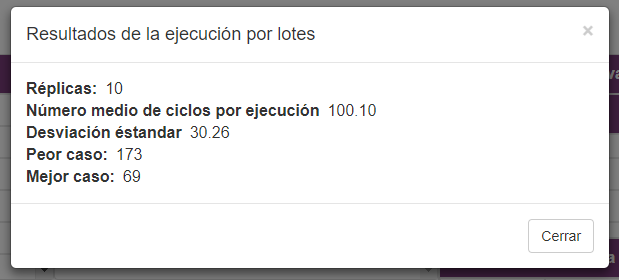 Resultados de la ejecución por lotes
×
Réplicas: 10
Número medio de ciclos por ejecución 100.10
Desviación éstandar 30.26
Peor caso: 173
Mejor caso: 69
Cerrar